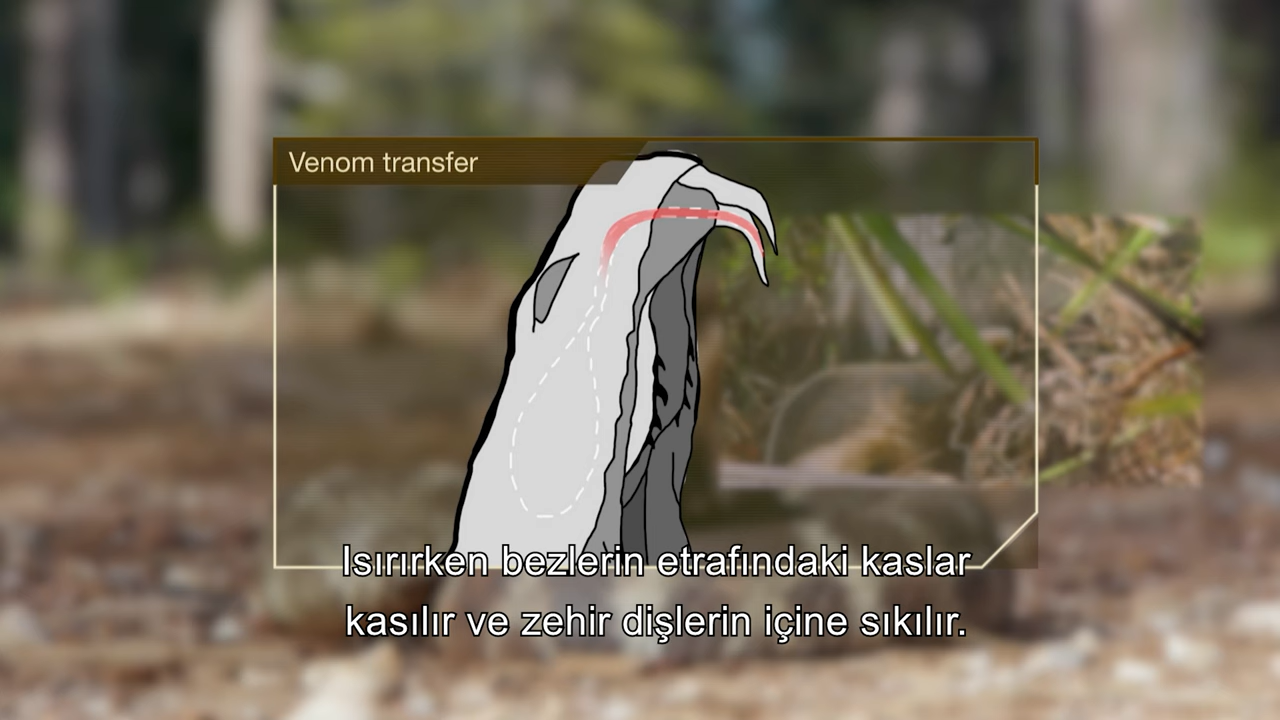 Venom transfer
Isırırken bezlerin etrafındaki kaslar
kasılır ve zehir dişlerin içine sıkılır.